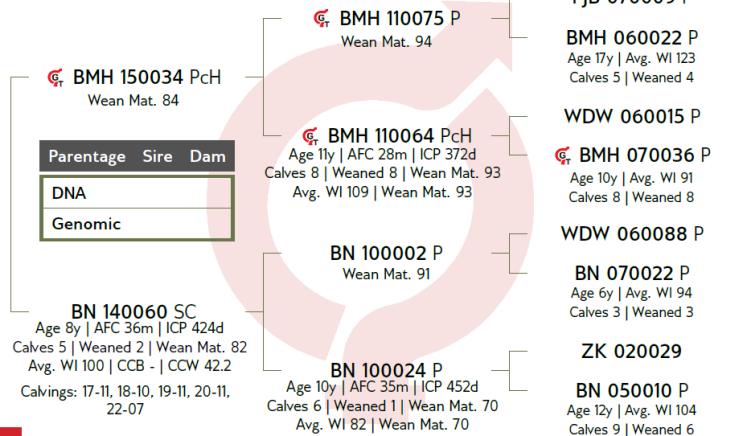 BMH 150034 PcH
Wean Mat. 84
Parentage Sire Dam
DNA
Genomic
BN 140060 SC
Age 8y | AFC 36m | ICP 424d
Calves 5 | Weaned 2 | Wean Mat. 82
Avg. WI 100 | CCB - | CCW 42.2
Calvings: 17-11, 18-10, 19-11, 20-11,
22-07
BMH 110075 P
Wean Mat. 94
BMH 110064 PcH
Age 11y | AFC 28m | ICP 372d
Calves 8 | Weaned 8 | Wean Mat. 93
Avg. WI 109 | Wean Mat. 93
BN 100002 P
Wean Mat. 91
BN 100024 P
Age 10y | AFC 35m | ICP 452d
Calves 6 | Weaned 1 | Wean Mat. 70
Avg. WI 82 | Wean Mat. 70
BMH 060022 P
Age 17y | Avg. WI 123
Calves 5 | Weaned 4
WDW 060015 P
BMH 070036 P
Age 10y | Avg. WI 91
Calves 8 | Weaned 8
WDW 060088 P
BN 070022 P
Age 6y | Avg. WI 94
Calves 3 | Weaned 3
ZK 020029
BN 050010 P
Age 12y | Avg. WI 104
Calves 9 | Weaned 6